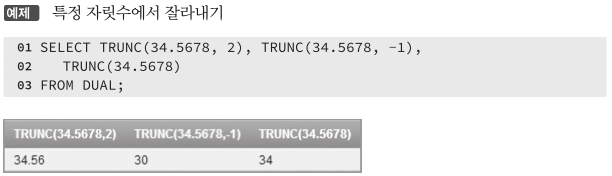 예제 특정 자릿수에서 잘라내기
01 SELECT TRUNC(34.5678, 2), TRUNC(34.5678, -1),
02 TRUNC(34.5678)
03 FROM DUAL;
TRUNC(34.5678,2) TRUNC(34.5678,-1) TRUNC(34.5678)
34.56 30 34